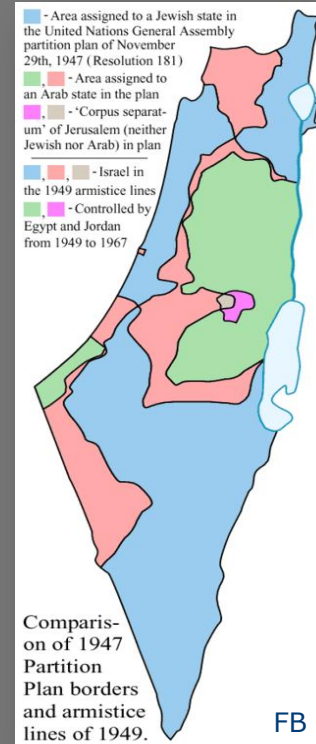 - Area assigned to a Jewish state in
the United Nations General Assembly
partition plan of November
29th, 1947 (Resolution 181)
, - Area assigned to
an Arab state in the plan
, - ‘Corpus separat-
um’ of Jerusalem (neither
Jewish nor Arab) in plan
, , - Israel in
the 1949 armistice lines
, - Controlled by
Egypt and Jordan
from 1949 to 1967
Comparis-
on of 1947
Partition
Plan borders
and armistice
lines of 1949.
FB